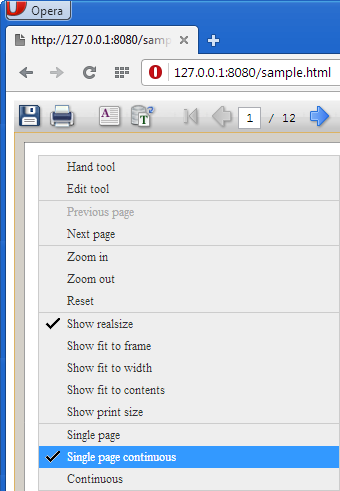 Opera
http://127.0.0.1:8080/samp
127.0.0.1:8080/sample.html
A
T 2
1 / 12
Hand tool
Edit tool
Previous page
Next page
Zoom in
Zoom out
Reset
Show realsize
Show fit to frame
Show fit to width
Show fit to contents
Show print size
Single page
Single page continuous
Continuous